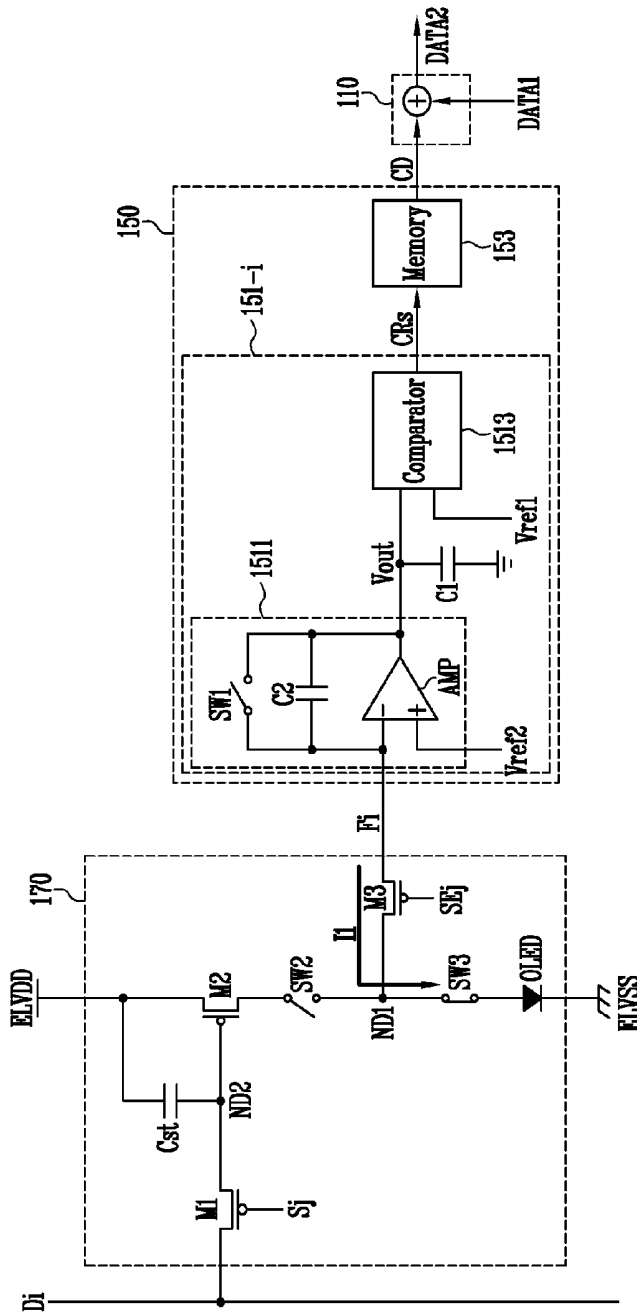 Di
170
ELVDD
Cst
M2
ND2
M1
Sj
SW2
I1
M3
SEj
ND1
SW3
OLED
ELVSS
Fi
150
151-i
1511
SW1
C2
AMP
Vref2
Vout
C1
Comparator
1513
Vref1
CRs
Memory
153
CD
110
DATA2
DATA1